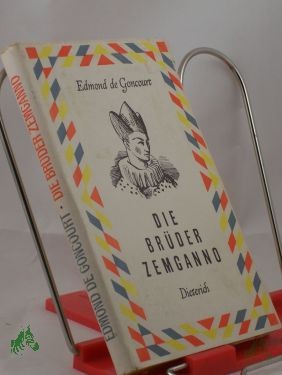 Edmond de Goncourt
DIE
BRÜDER
ZEMGANNO
Dieterich
EDMOND DE GONCOURT · DIE BRÜDER ZEMGANNO